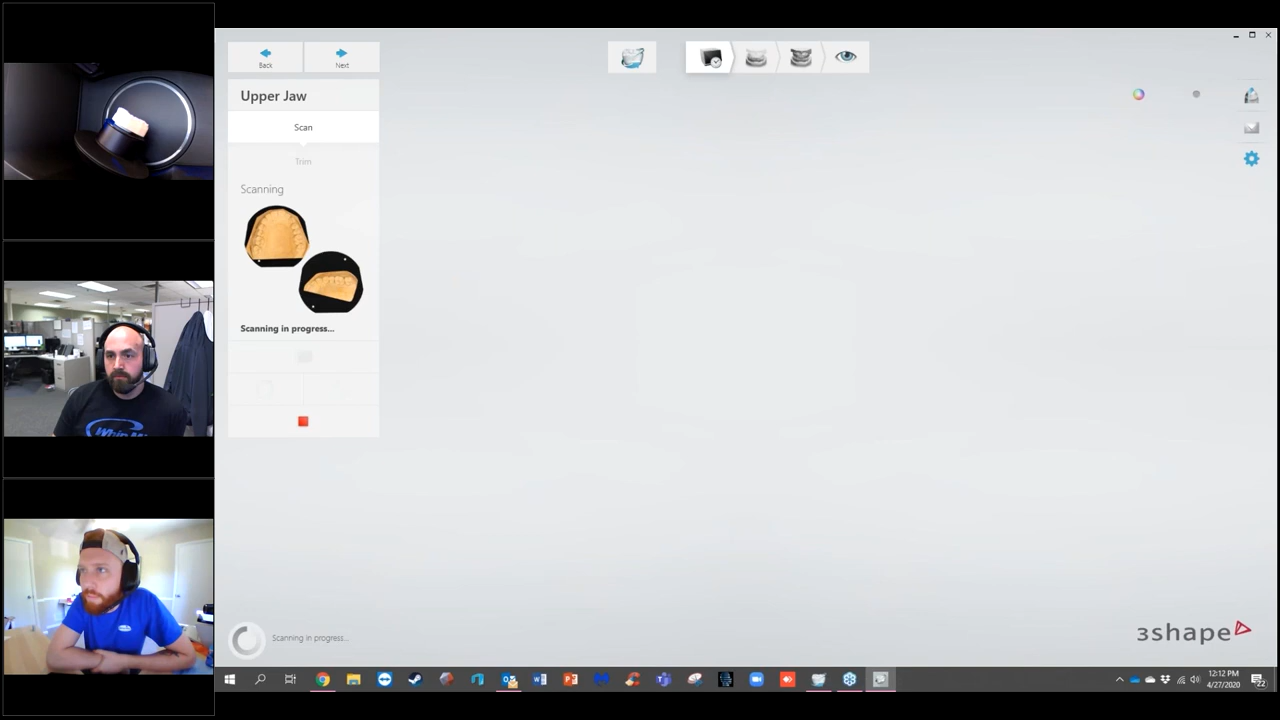 Back
Next
Upper Jaw
Scan
Trim
Scanning
Scanning in progress...
Scanning in progress...
3shape
12:12 PM
4/27/2020
22